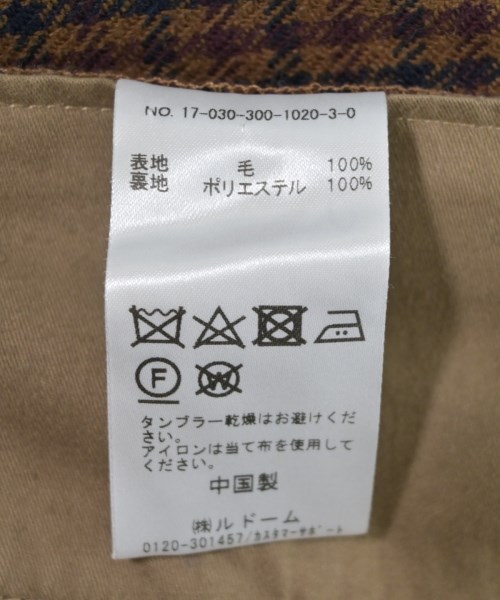 NO. 17-030-300-1020-3-0
表地 毛 100%
裏地 ポリエステル 100%
F W
タンブラー乾燥はお避けくだ
さい。
アイロンは当て布を使用して
ください。
中国製
㈱ルドーム
0120-301457/ｶｽﾀﾏｰｻﾎﾟｰﾄ